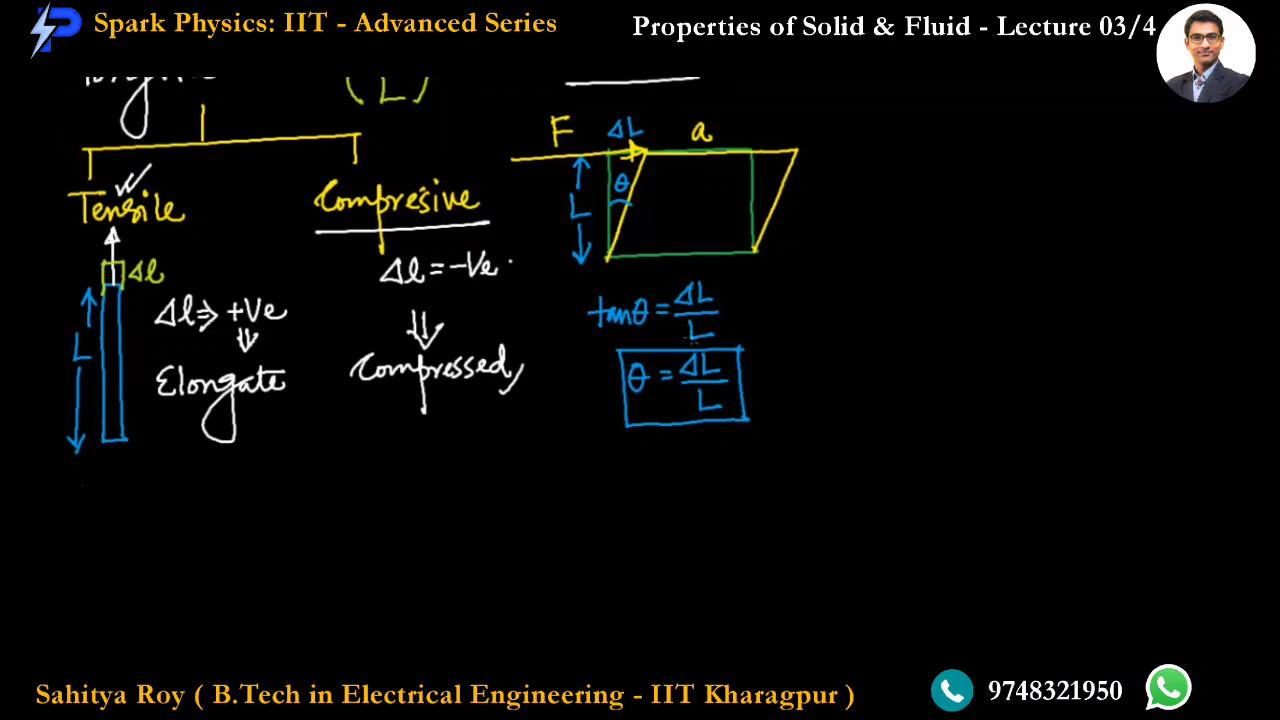 Spark Physics: IIT - Advanced Series
Properties of Solid & Fluid - Lecture 03/4
(L)
Tensile
Compresive
Δl
L
Δl ⇒ +Ve
Elongate
Δl = -Ve
Compressed,
F
ΔL
a
θ
L
tanθ = ΔL/L
θ = ΔL/L
Sahitya Roy ( B.Tech in Electrical Engineering - IIT Kharagpur )
9748321950